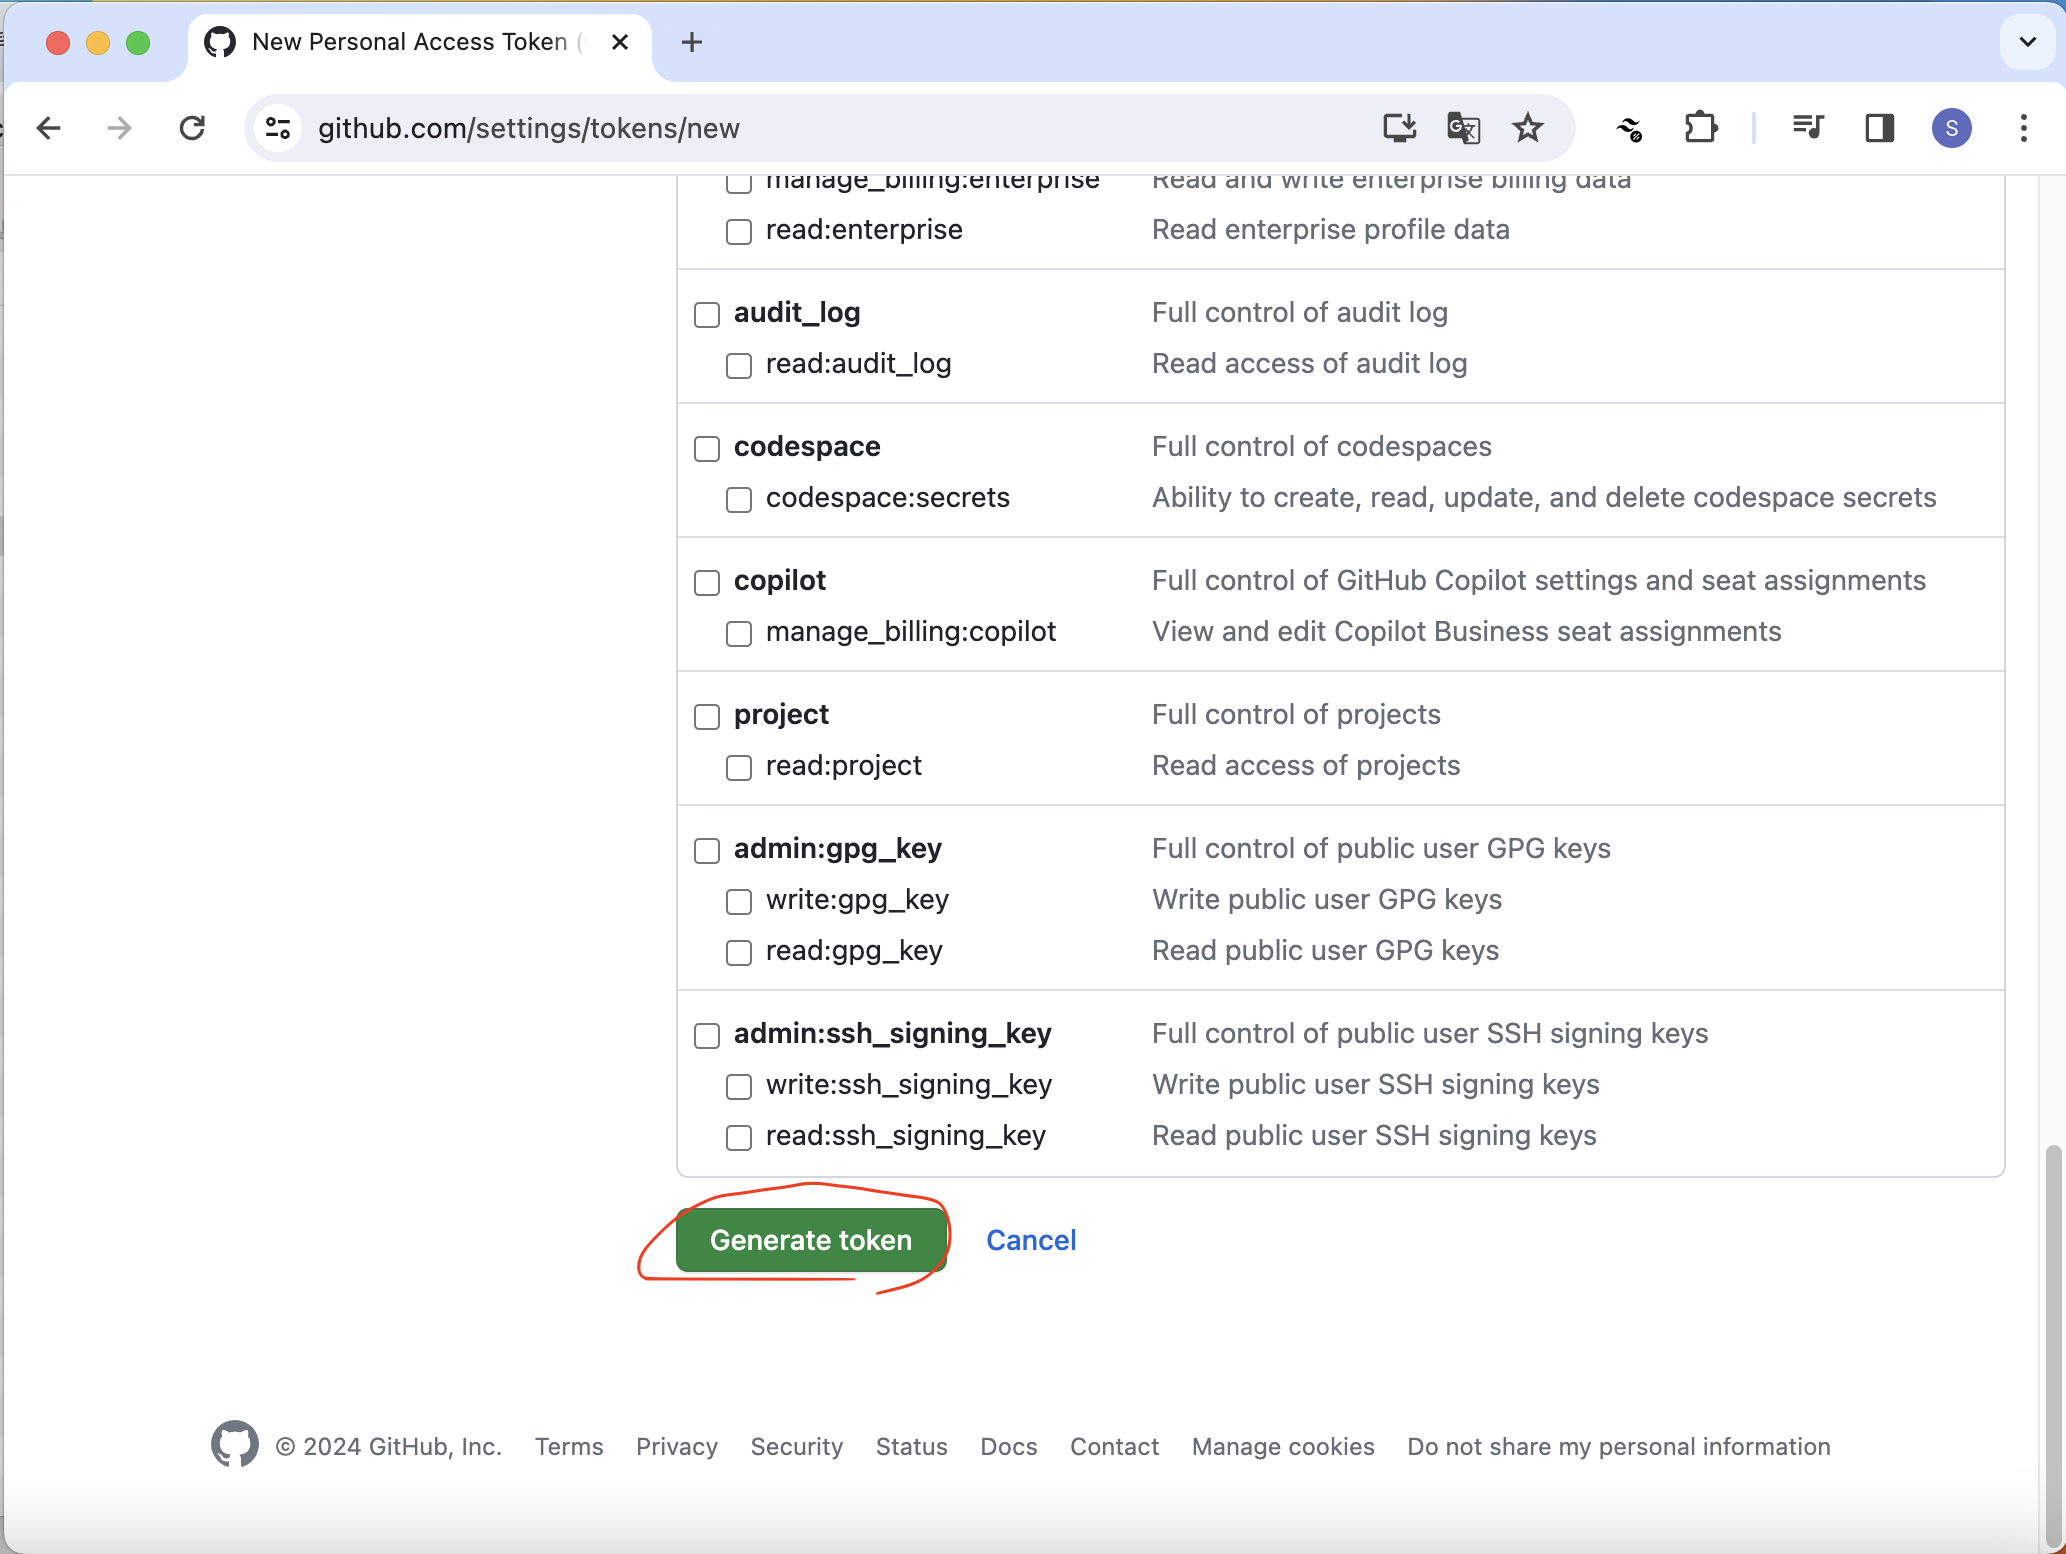 New Personal Access Token (
github.com/settings/tokens/new
S
manage_billing:enterprise Read and write enterprise billing data
read:enterprise Read enterprise profile data
audit_log Full control of audit log
read:audit_log Read access of audit log
codespace Full control of codespaces
codespace:secrets Ability to create, read, update, and delete codespace secrets
copilot Full control of GitHub Copilot settings and seat assignments
manage_billing:copilot View and edit Copilot Business seat assignments
project Full control of projects
read:project Read access of projects
admin:gpg_key Full control of public user GPG keys
write:gpg_key Write public user GPG keys
read:gpg_key Read public user GPG keys
admin:ssh_signing_key Full control of public user SSH signing keys
write:ssh_signing_key Write public user SSH signing keys
read:ssh_signing_key Read public user SSH signing keys
Generate token Cancel
© 2024 GitHub, Inc. Terms Privacy Security Status Docs Contact Manage cookies Do not share my personal information